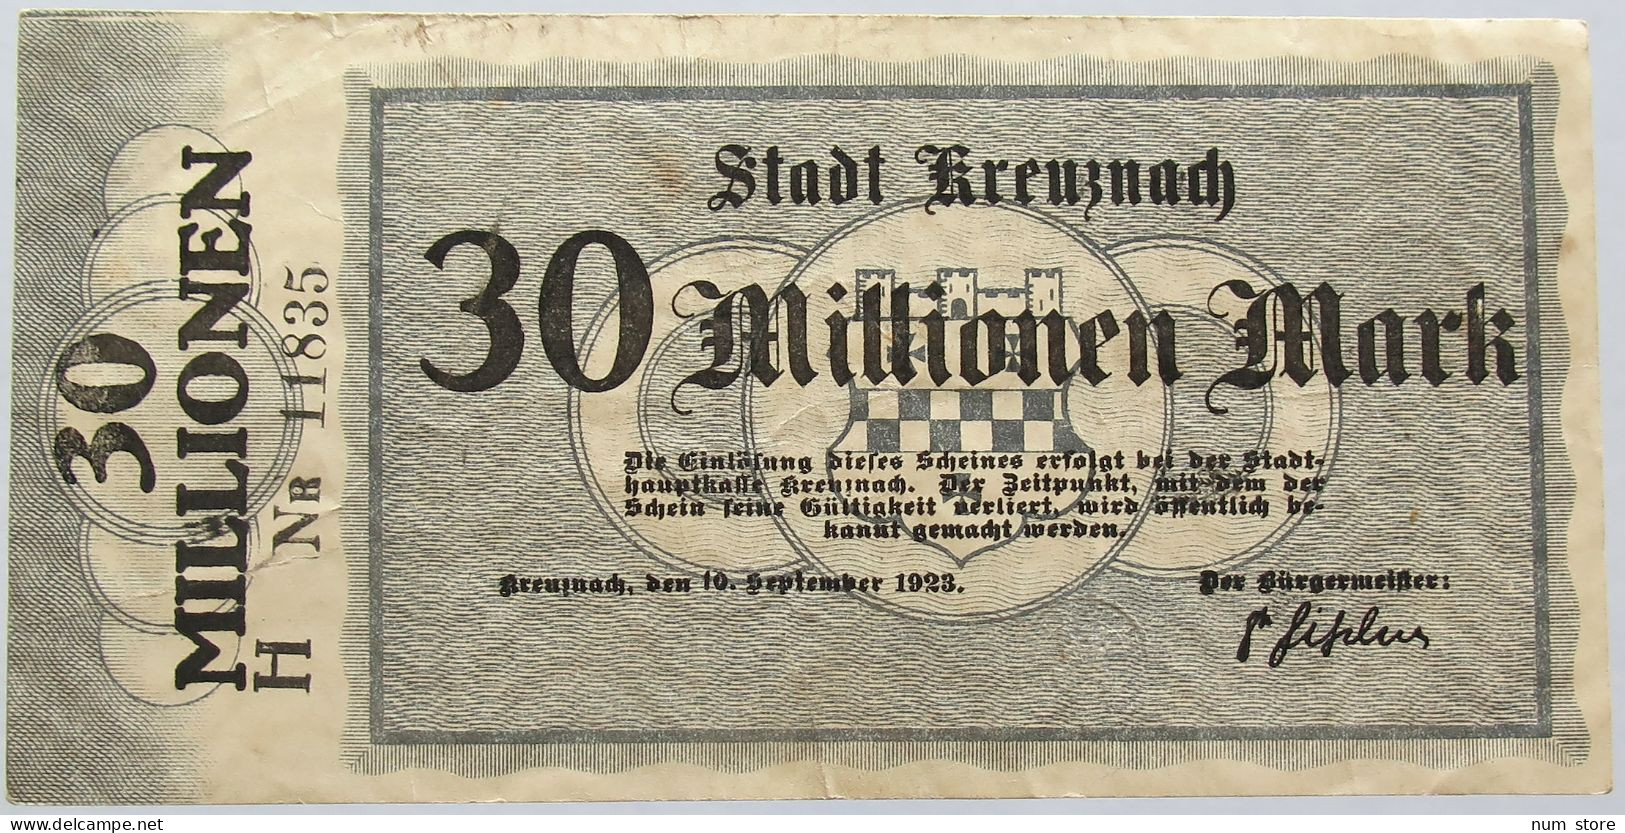 30
MILLIONEN
H NR 11835
Stadt Kreuznach
30 Millionen Mark
Die Einlösung dieses Scheines erfolgt bei der Stadt-
hauptkasse Kreuznach. Der Zeitpunkt, mit dem der
Schein seine Gültigkeit verliert, wird öffentlich be-
kannt gemacht werden.
Kreuznach, den 10. September 1923.
Der Bürgermeister:
delcampe.net
num store